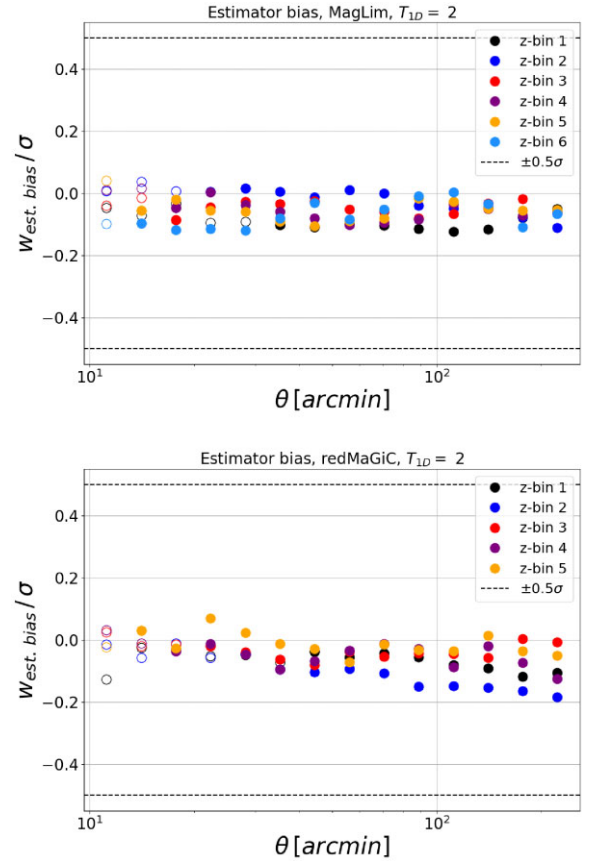 Estimator bias, MagLim, T1D = 2
z-bin 1
z-bin 2
z-bin 3
z-bin 4
z-bin 5
z-bin 6
±0.5σ
0.4
0.2
0.0
−0.2
−0.4
west. bias / σ
10¹ 10²
θ [arcmin]
Estimator bias, redMaGiC, T1D = 2
z-bin 1
z-bin 2
z-bin 3
z-bin 4
z-bin 5
±0.5σ
0.4
0.2
0.0
−0.2
−0.4
west. bias / σ
10¹ 10²
θ [arcmin]